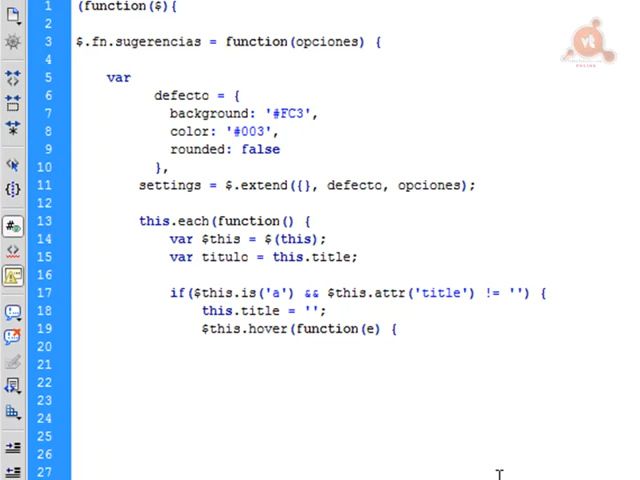 1 (function($){
2
3 $.fn.sugerencias = function(opciones) {
4
5 var
6 defecto = {
7 background: '#FC3',
8 color: '#003',
9 rounded: false
10 },
11 settings = $.extend({}, defecto, opciones);
12
13 this.each(function() {
14 var $this = $(this);
15 var titulo = this.title;
16
17 if($this.is('a') && $this.attr('title') != '') {
18 this.title = '';
19 $this.hover(function(e) {
20
21
22
23
24
25
26
27
vt